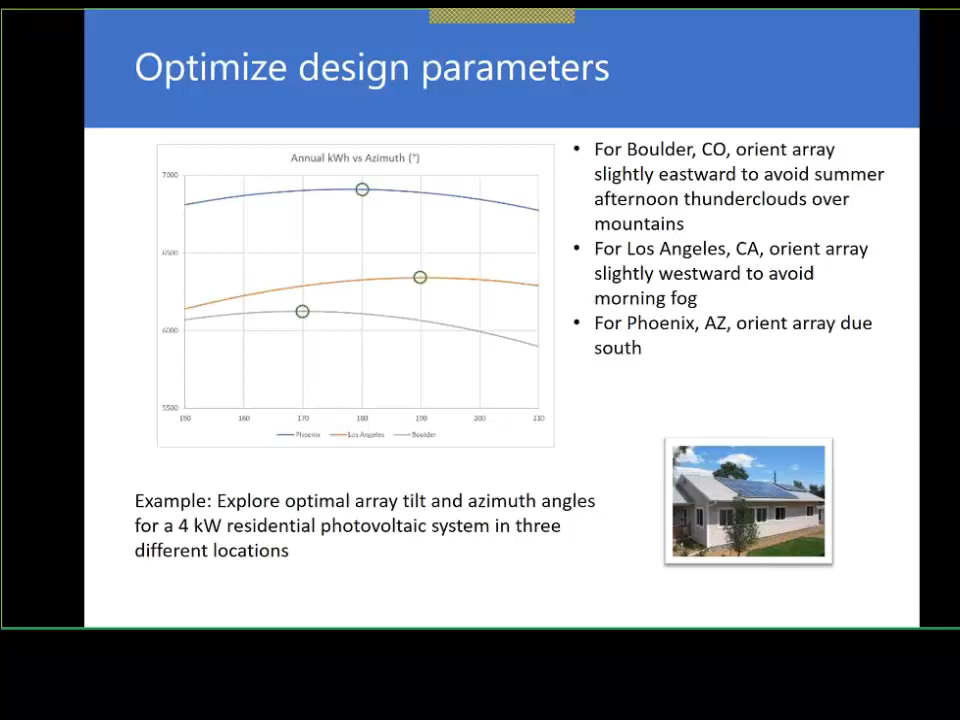 Optimize design parameters
Annual kWh vs Azimuth (°)
7000
6500
6000
5500
150 160 170 180 190 200 210
Phoenix Los Angeles Boulder
• For Boulder, CO, orient array
slightly eastward to avoid summer
afternoon thunderclouds over
mountains
• For Los Angeles, CA, orient array
slightly westward to avoid
morning fog
• For Phoenix, AZ, orient array due
south
Example: Explore optimal array tilt and azimuth angles
for a 4 kW residential photovoltaic system in three
different locations